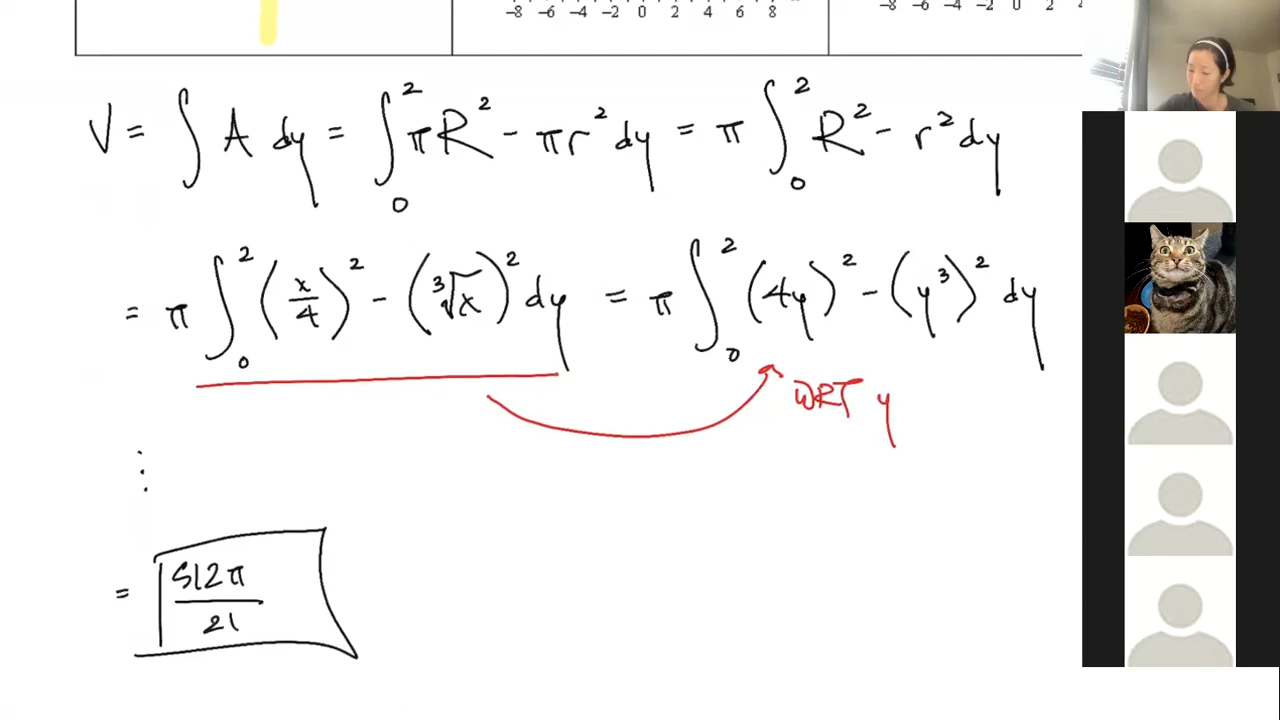 -8 -6 -4 -2 0 2 4 6 8
-8 -6 -4 -2 0 2
V = ∫ A dy = ∫₀² πR² - πr² dy = π ∫₀² R² - r² dy
= π ∫₀² (x/4)² - (∛x)² dy = π ∫₀² (4y)² - (y³)² dy
WRT y
⋮
= 512π/21